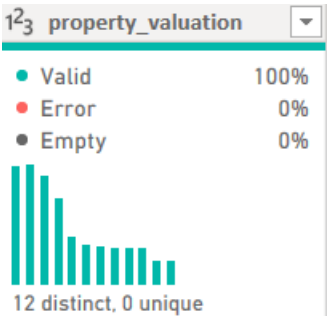 123 property_valuation
Valid 100%
Error 0%
Empty 0%
12 distinct, 0 unique